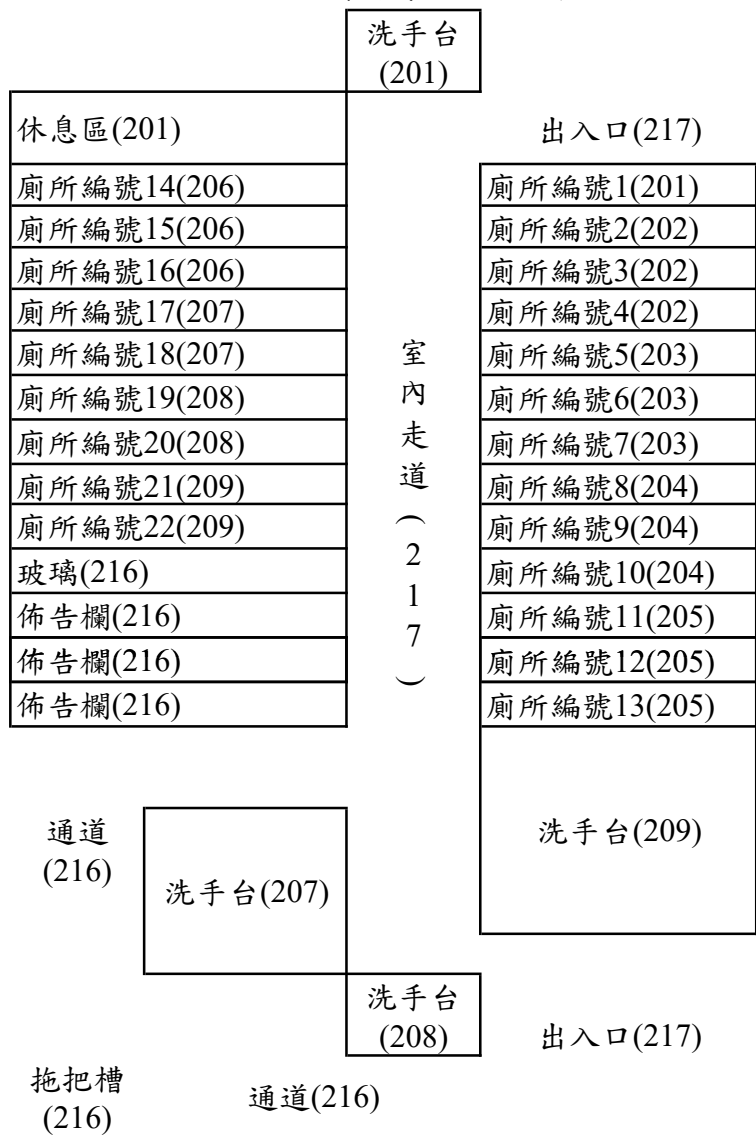 洗手台
(201)
休息區(201)
出入口(217)
廁所編號14(206)
廁所編號1(201)
廁所編號15(206)
廁所編號2(202)
廁所編號16(206)
廁所編號3(202)
廁所編號17(207)
廁所編號4(202)
廁所編號18(207)
廁所編號5(203)
廁所編號19(208)
廁所編號6(203)
廁所編號20(208)
廁所編號7(203)
廁所編號21(209)
廁所編號8(204)
廁所編號22(209)
廁所編號9(204)
玻璃(216)
廁所編號10(204)
佈告欄(216)
廁所編號11(205)
佈告欄(216)
廁所編號12(205)
佈告欄(216)
廁所編號13(205)
室內走道(217)
通道
(216)
洗手台(207)
洗手台(209)
洗手台
(208)
出入口(217)
拖把槽
(216)
通道(216)